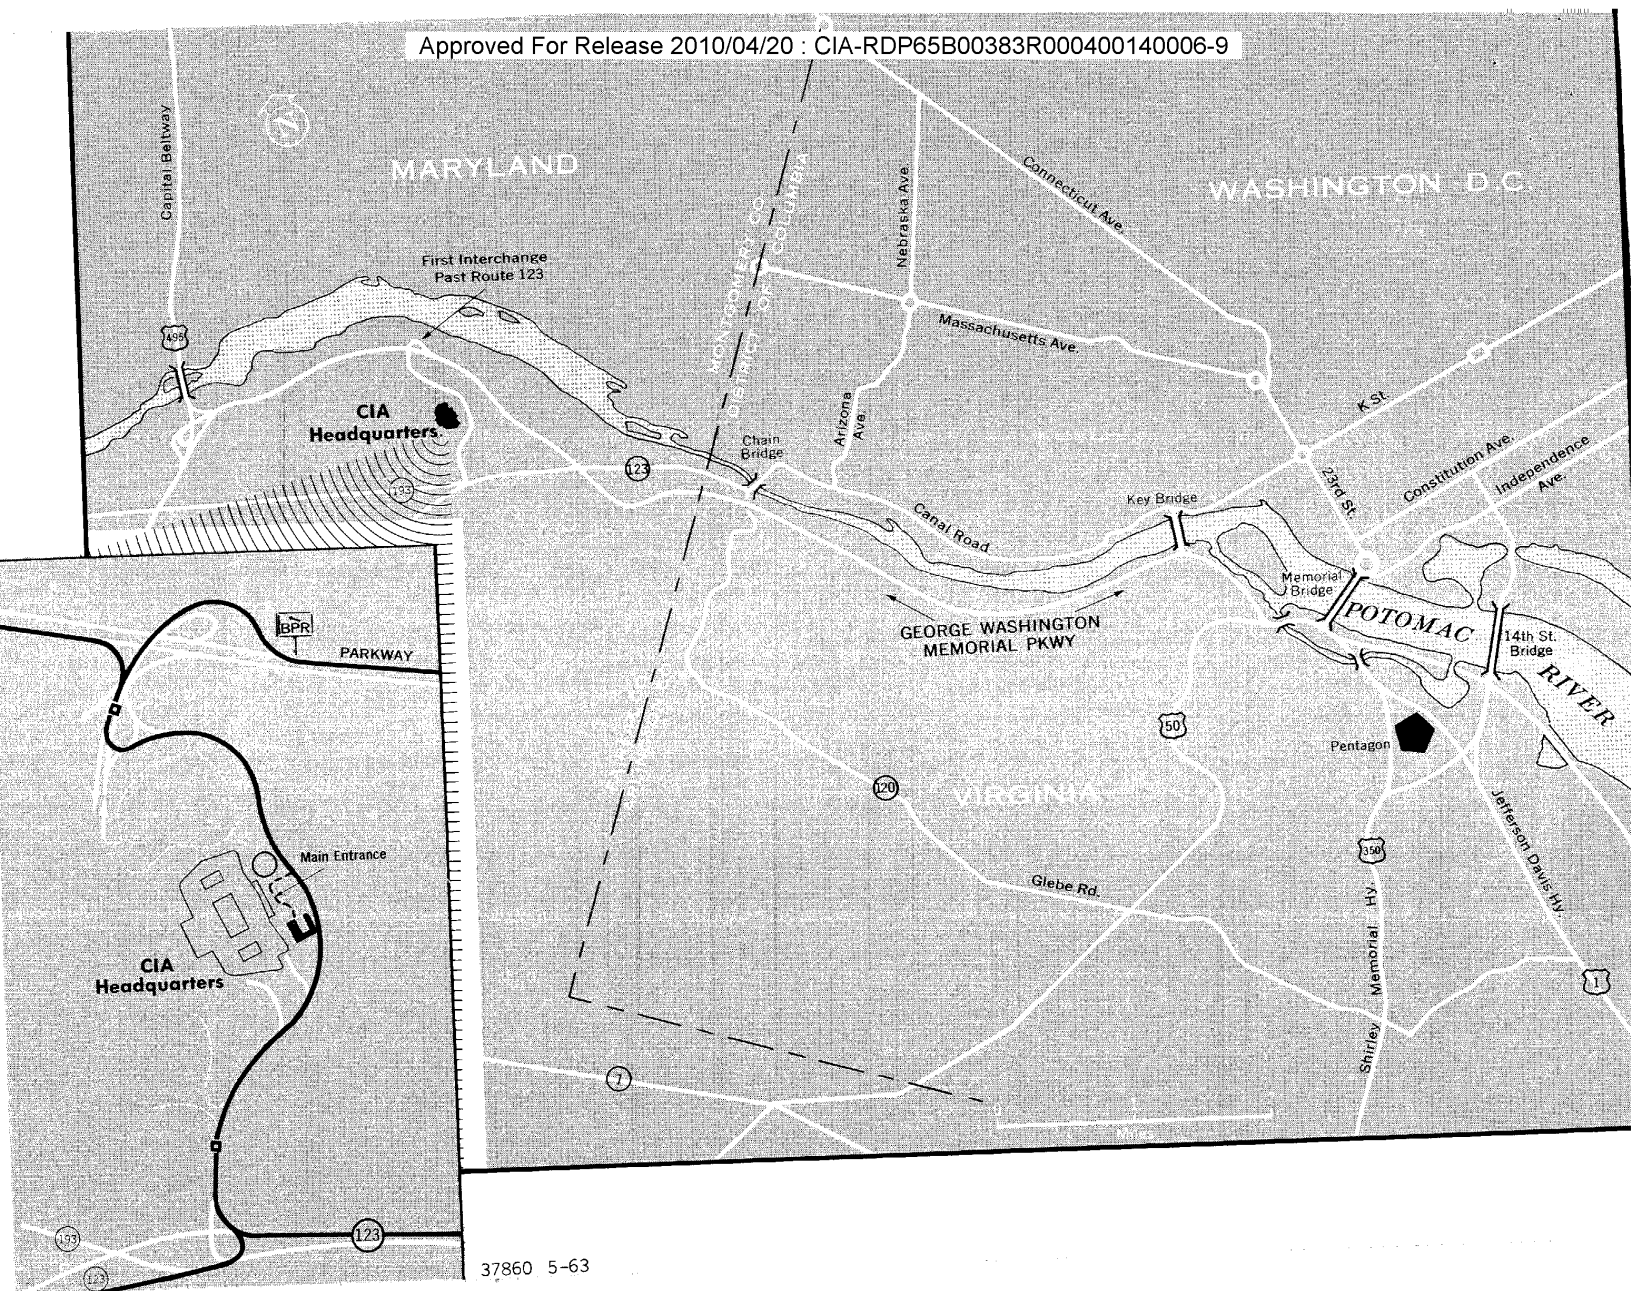 Approved For Release 2010/04/20 : CIA-RDP65B00383R000400140006-9
Capital Beltway
N
MARYLAND
WASHINGTON D.C.
MONTGOMERY CO.
DISTRICT OF COLUMBIA
Nebraska Ave.
Connecticut Ave.
First Interchange
Past Route 123
495
Massachusetts Ave.
CIA
Headquarters
Arizona
Ave.
K St.
Chain
Bridge
123
193
Key Bridge
23rd St.
Constitution Ave.
Independence
Ave.
Canal Road
Memorial
Bridge
POTOMAC
RIVER
14th St.
Bridge
GEORGE WASHINGTON
MEMORIAL PKWY
50
Pentagon
120
VIRGINIA
350
Jefferson Davis Hy.
Glebe Rd.
Shirley Memorial Hy.
1
7
BPR
PARKWAY
Main Entrance
CIA
Headquarters
193
123
123
37860 5-63